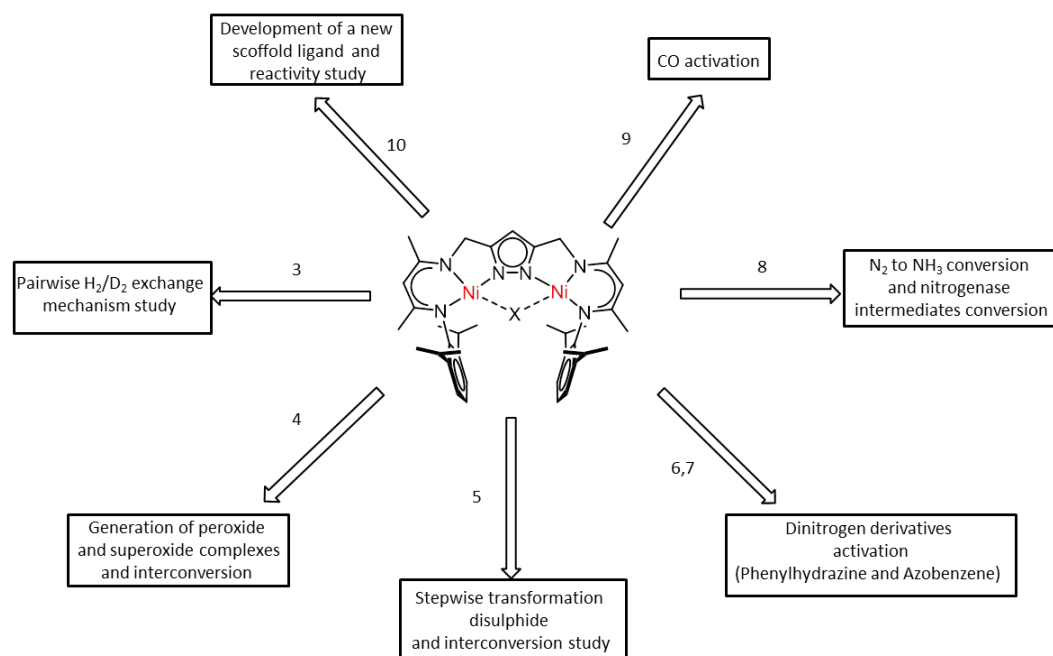 Development of a new
scoffold ligand and
reactivity study
CO activation
10
9
Pairwise H₂/D₂ exchange
mechanism study
3
8
N₂ to NH₃ conversion
and nitrogenase
intermediates conversion
N
N
N
N
Ni
Ni
N
N
X
4
5
6,7
Generation of peroxide
and superoxide complexes
and interconversion
Stepwise transformation
disulphide
and interconversion study
Dinitrogen derivatives
activation
(Phenylhydrazine and Azobenzene)